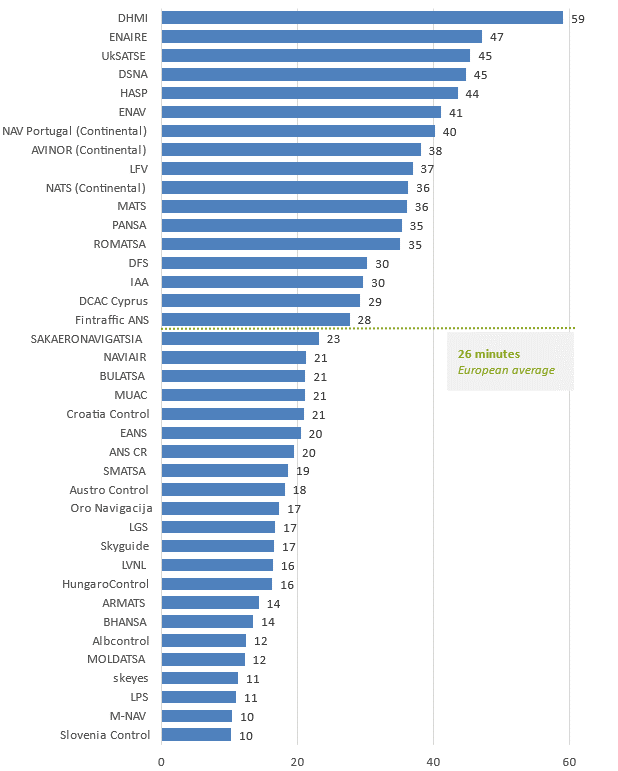 DHMI 59
ENAIRE 47
UkSATSE 45
DSNA 45
HASP 44
ENAV 41
NAV Portugal (Continental) 40
AVINOR (Continental) 38
LFV 37
NATS (Continental) 36
MATS 36
PANSA 35
ROMATSA 35
DFS 30
IAA 30
DCAC Cyprus 29
Fintraffic ANS 28
SAKAERONAVIGATSIA 23
26 minutes
European average
NAVIAIR 21
BULATSA 21
MUAC 21
Croatia Control 21
EANS 20
ANS CR 20
SMATSA 19
Austro Control 18
Oro Navigacija 17
LGS 17
Skyguide 17
LVNL 16
HungaroControl 16
ARMATS 14
BHANSA 14
Albcontrol 12
MOLDATSA 12
skeyes 11
LPS 11
M-NAV 10
Slovenia Control 10
0 20 40 60